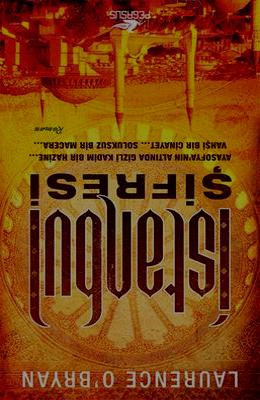 LAURENCE O'BRYAN
istanbul
ŞİFRESİ
AYASOFYA'NIN ALTINDA GİZLİ KADİM BİR HAZİNE...
VAHŞİ BİR CİNAYET... SOLUKSUZ BİR MACERA...
Roman
PEGASUS